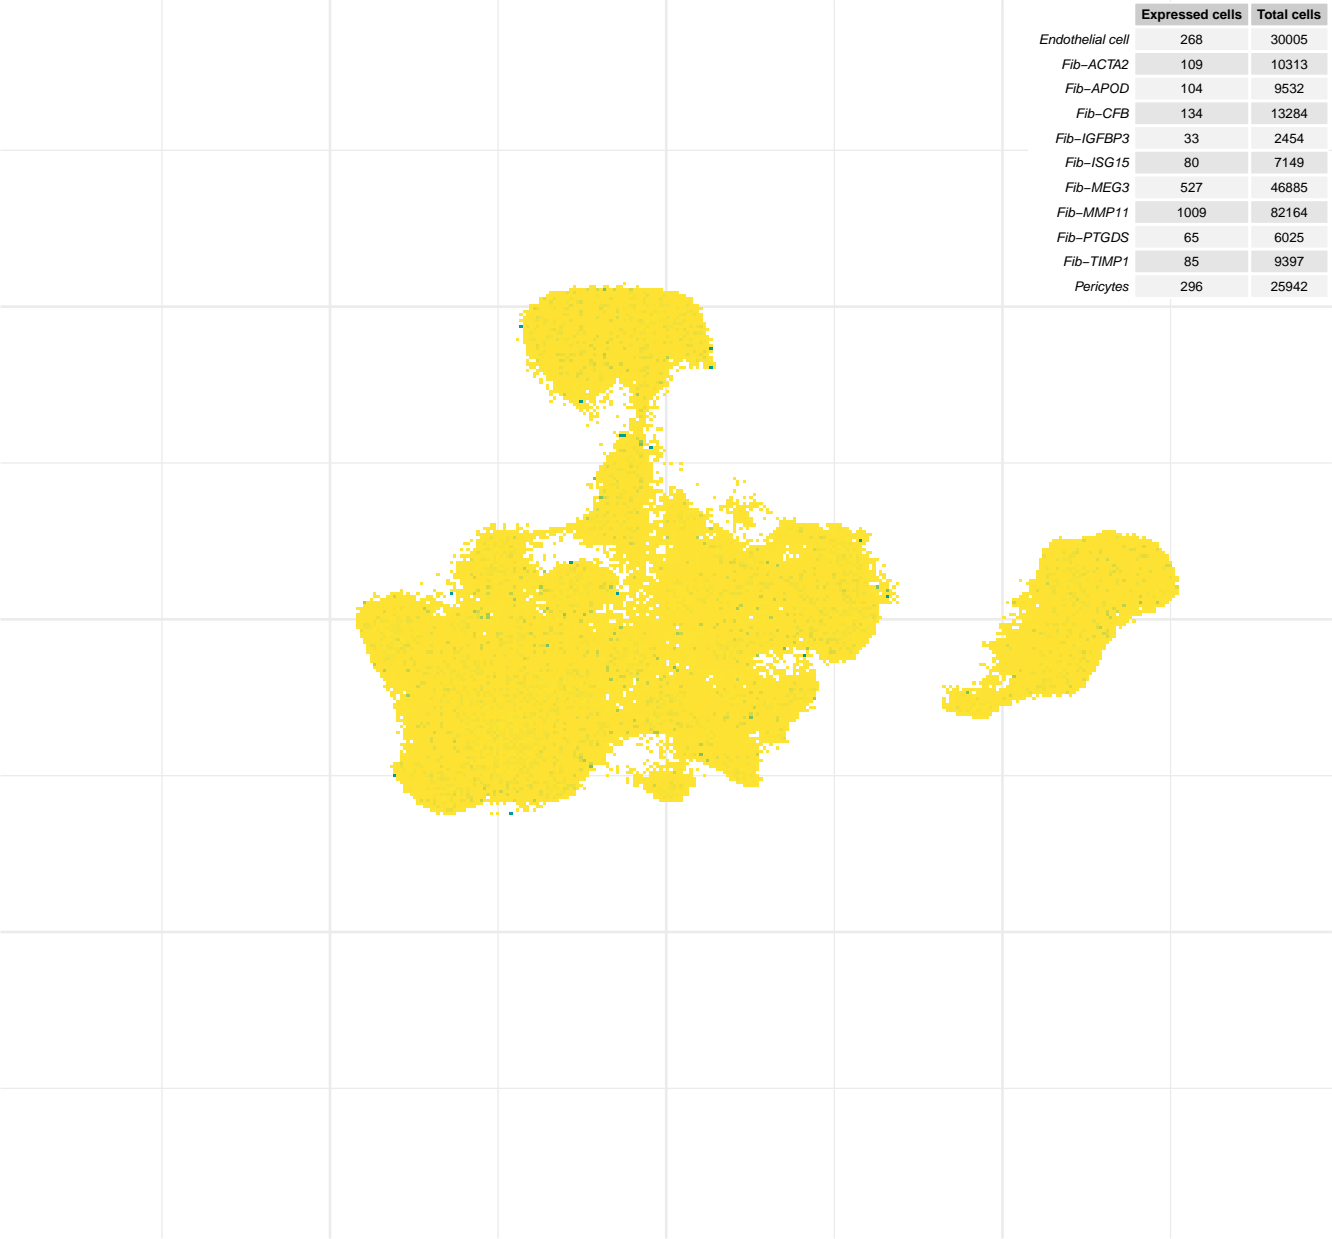 Expressed cells Total cells
Endothelial cell 268 30005
Fib−ACTA2 109 10313
Fib−APOD 104 9532
Fib−CFB 134 13284
Fib−IGFBP3 33 2454
Fib−ISG15 80 7149
Fib−MEG3 527 46885
Fib−MMP11 1009 82164
Fib−PTGDS 65 6025
Fib−TIMP1 85 9397
Pericytes 296 25942